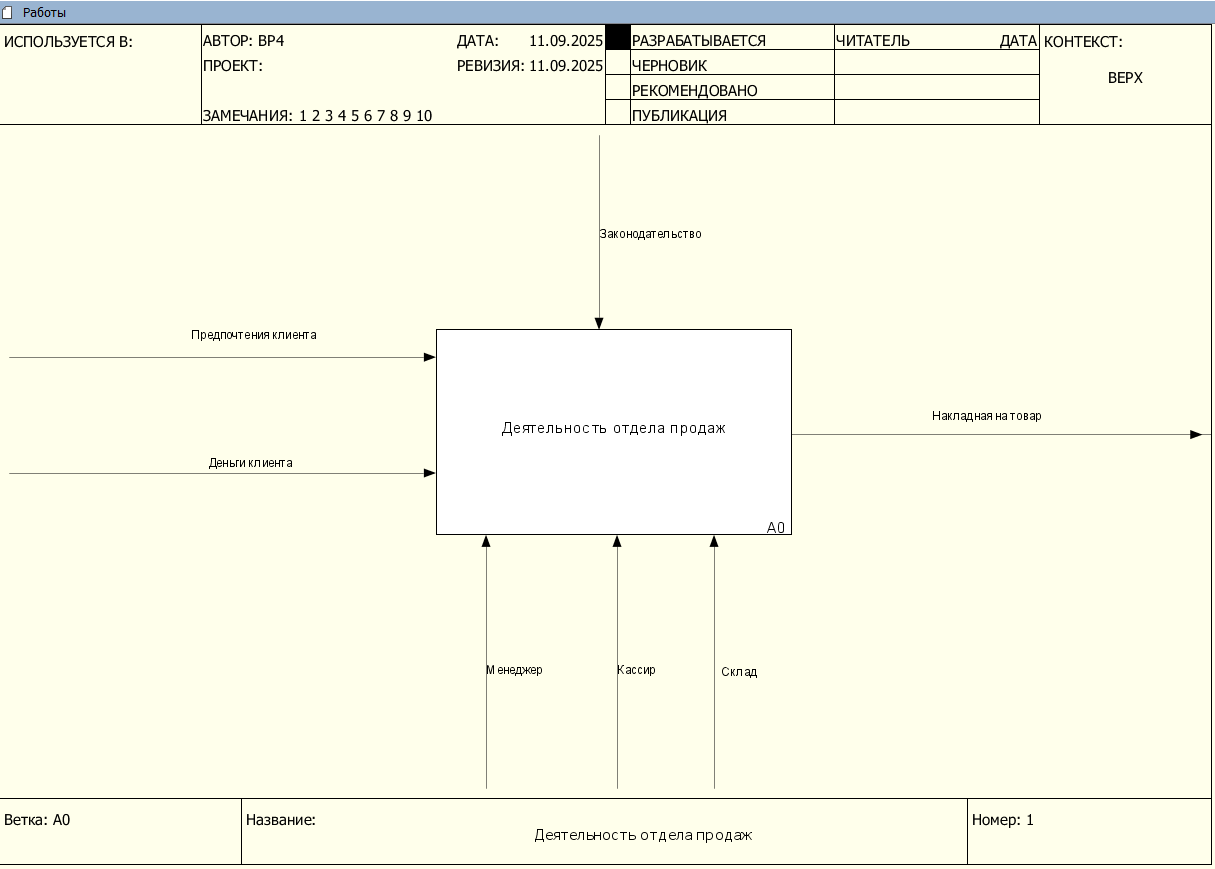 Работы
ИСПОЛЬЗУЕТСЯ В:
АВТОР: BP4
ДАТА: 11.09.2025
ПРОЕКТ:
РЕВИЗИЯ: 11.09.2025
ЗАМЕЧАНИЯ: 1 2 3 4 5 6 7 8 9 10
РАЗРАБАТЫВАЕТСЯ
ЧЕРНОВИК
РЕКОМЕНДОВАНО
ПУБЛИКАЦИЯ
ЧИТАТЕЛЬ ДАТА
КОНТЕКСТ:
ВЕРХ
Законодательство
Предпочтения клиента
Накладная на товар
Деятельность отдела продаж
Деньги клиента
A0
Менеджер
Кассир
Склад
Ветка: A0
Название:
Деятельность отдела продаж
Номер: 1